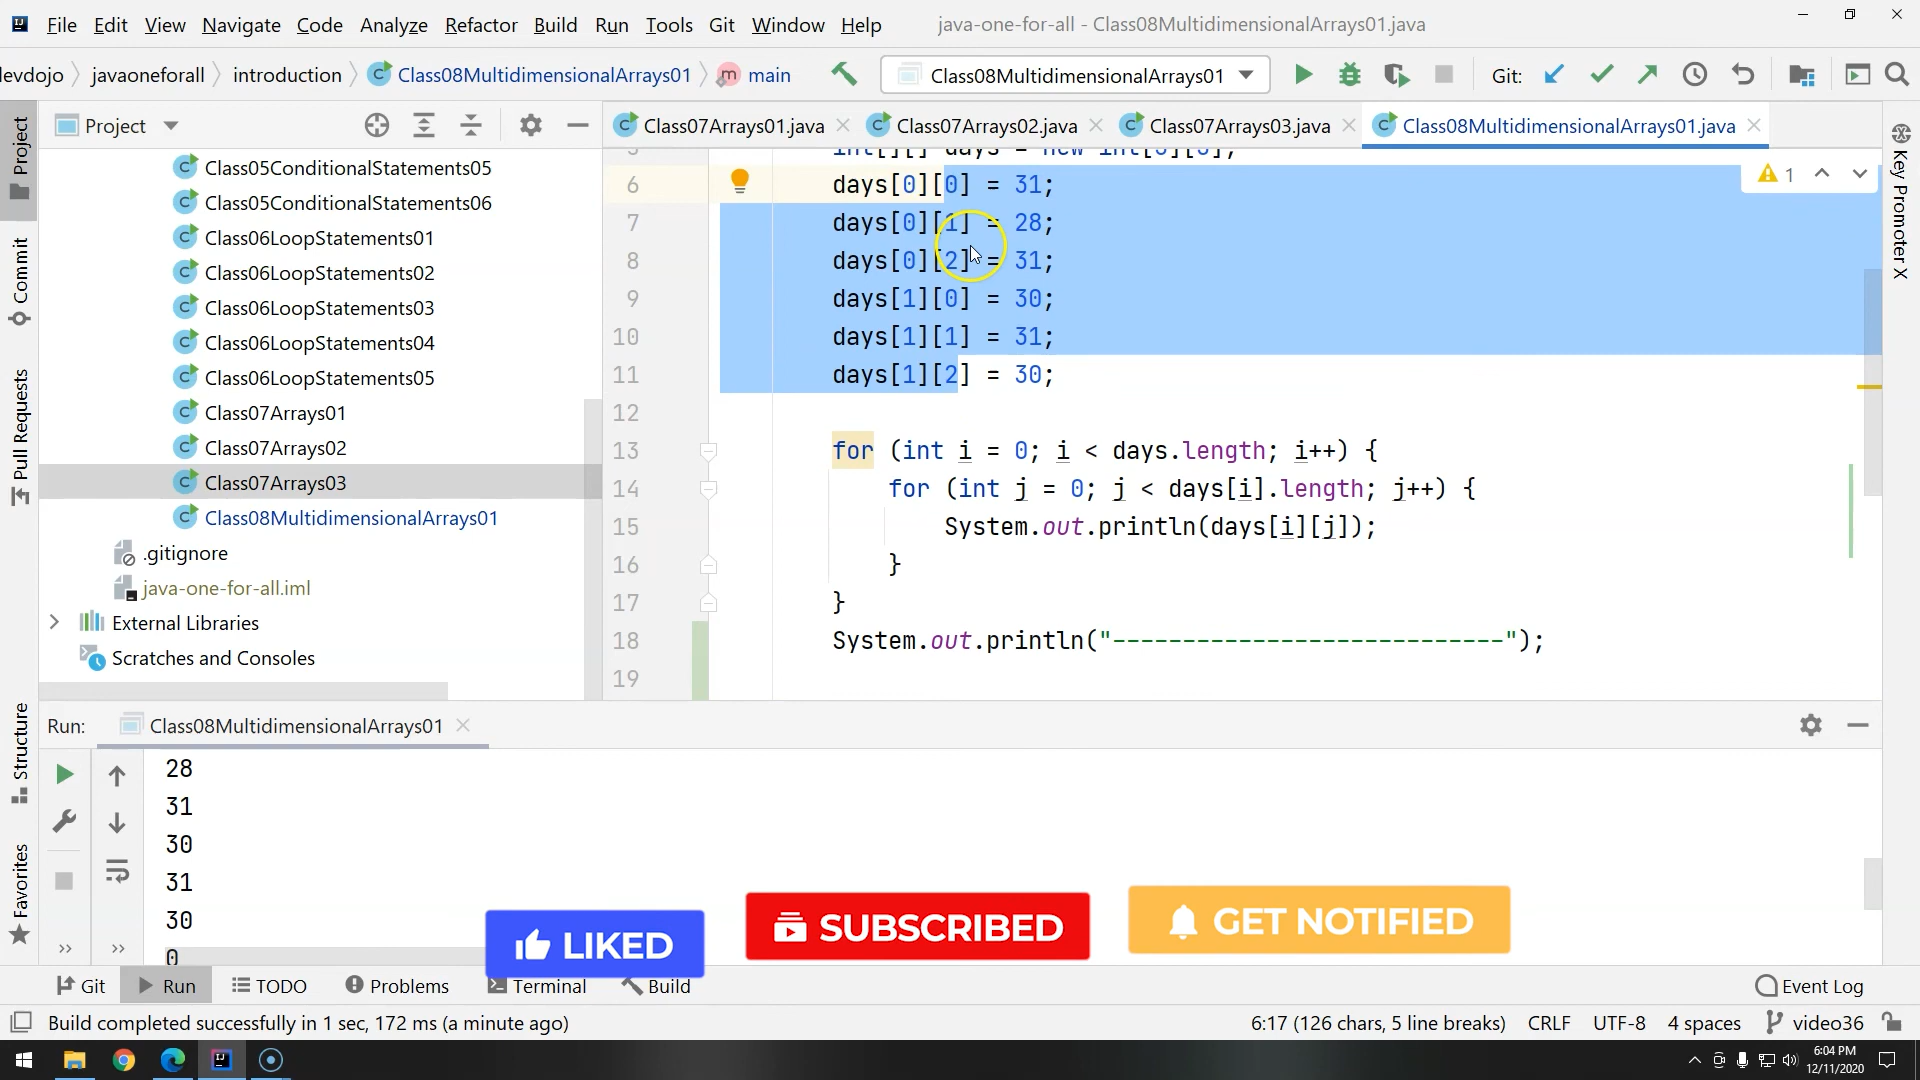 File Edit View Navigate Code Analyze Refactor Build Run Tools Git Window Help java-one-for-all - Class08MultidimensionalArrays01.java
levdojo javaoneforall introduction Class08MultidimensionalArrays01 main Class08MultidimensionalArrays01 Git:
Project
Class07Arrays01.java Class07Arrays02.java Class07Arrays03.java Class08MultidimensionalArrays01.java
Project
Commit
Pull Requests
Structure
Favorites
Key Promoter X
Class05ConditionalStatements05
Class05ConditionalStatements06
Class06LoopStatements01
Class06LoopStatements02
Class06LoopStatements03
Class06LoopStatements04
Class06LoopStatements05
Class07Arrays01
Class07Arrays02
Class07Arrays03
Class08MultidimensionalArrays01
.gitignore
java-one-for-all.iml
External Libraries
Scratches and Consoles
1
6 days[0][0] = 31;
7 days[0][1] = 28;
8 days[0][2] = 31;
9 days[1][0] = 30;
10 days[1][1] = 31;
11 days[1][2] = 30;
12
13 for (int i = 0; i < days.length; i++) {
14 for (int j = 0; j < days[i].length; j++) {
15 System.out.println(days[i][j]);
16 }
17 }
18 System.out.println("----------------------------");
19
Run: Class08MultidimensionalArrays01
28
31
30
31
30
0
LIKED
SUBSCRIBED
GET NOTIFIED
Git Run TODO Problems Terminal Build Event Log
Build completed successfully in 1 sec, 172 ms (a minute ago) 6:17 (126 chars, 5 line breaks) CRLF UTF-8 4 spaces video36
6:04 PM
12/11/2020